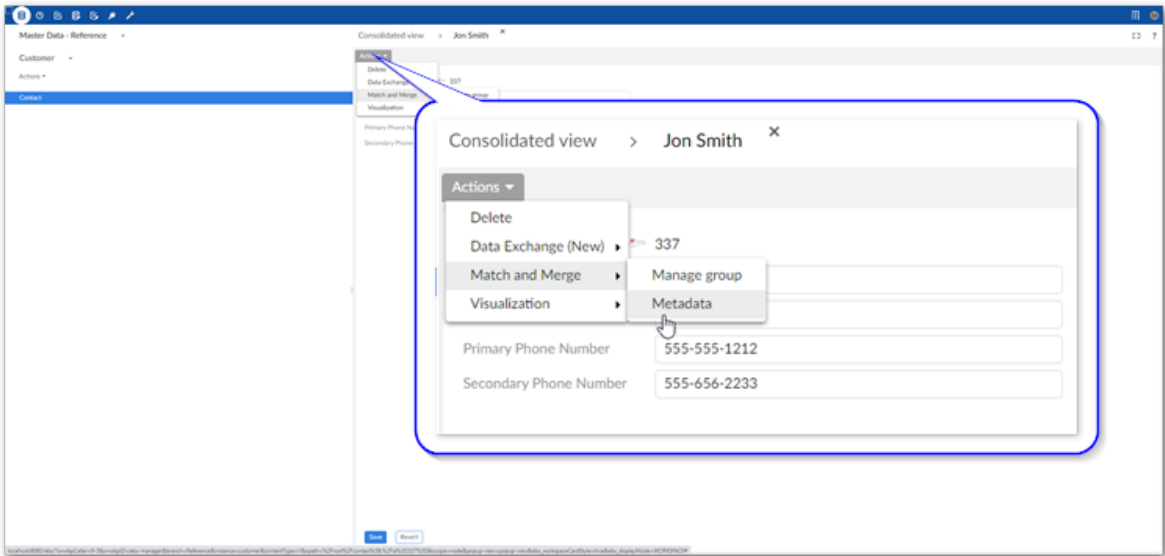 Master Data - Reference
Consolidated view > Jon Smith ×
?
Customer
Actions
Actions
Delete
Data Exchange
337
Contact
Match and Merge
group
Visualization
Primary Phone
Secondary Phone
Consolidated view > Jon Smith ×
Actions
Delete
Data Exchange (New) 337
Match and Merge Manage group
Visualization Metadata
Primary Phone Number 555-555-1212
Secondary Phone Number 555-656-2233
Save Revert